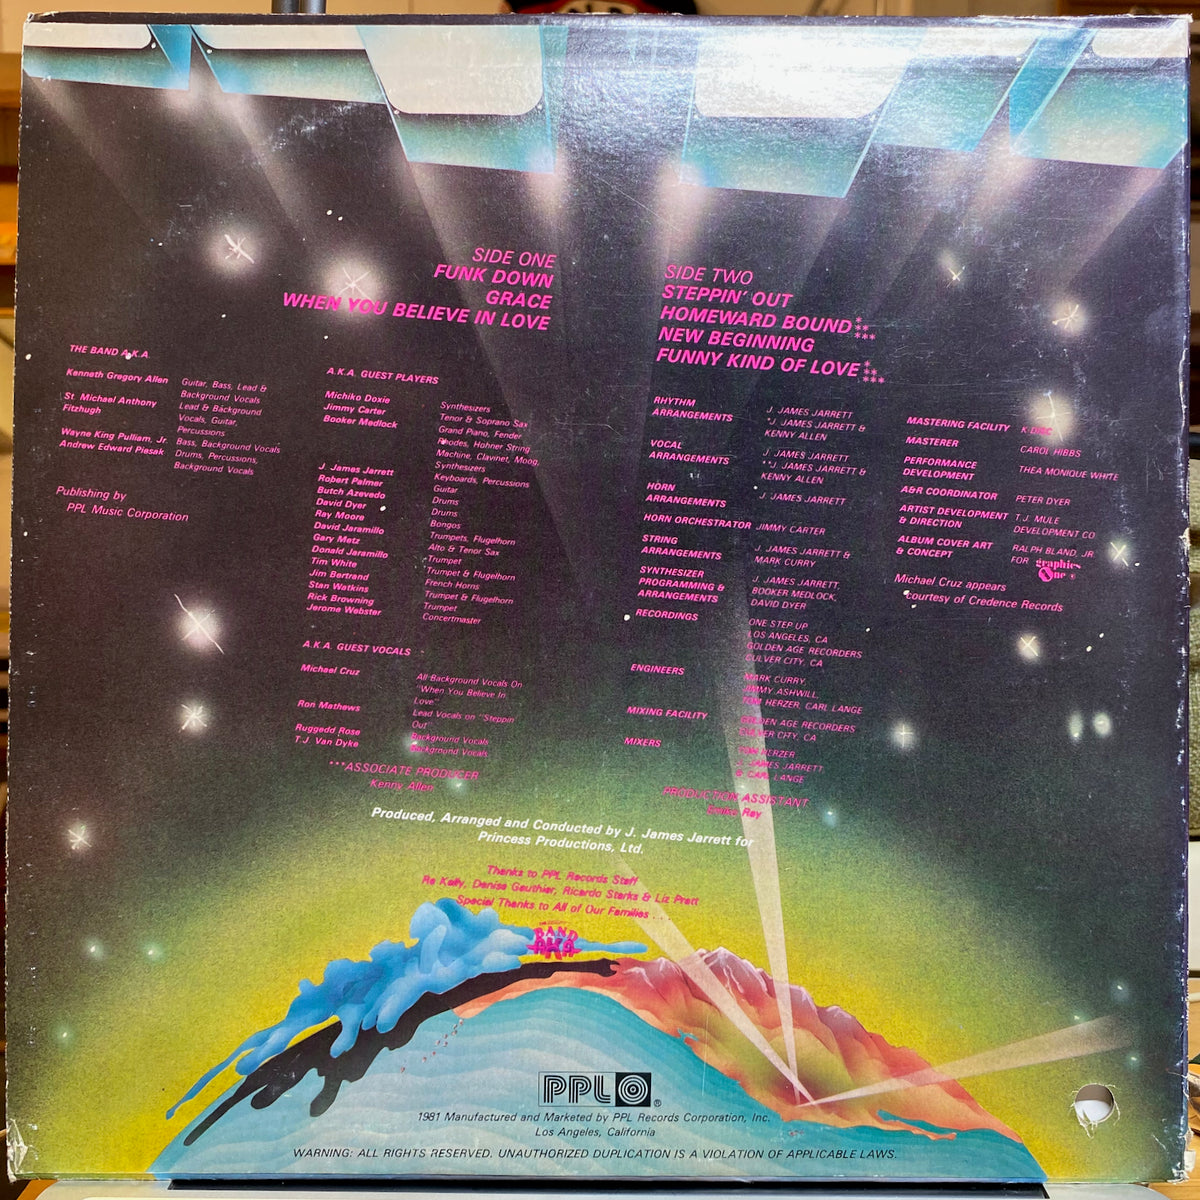 SIDE ONE
FUNK DOWN
GRACE
WHEN YOU BELIEVE IN LOVE
SIDE TWO
STEPPIN' OUT
HOMEWARD BOUND * ** ***
NEW BEGINNING
FUNNY KIND OF LOVE * ** ***
THE BAND A.K.A.
Kenneth Gregory Allen
Guitar, Bass, Lead &
Background Vocals
St. Michael Anthony
Fitzhugh
Lead & Background
Vocals, Guitar,
Percussions
Wayne King Pulliam, Jr.
Bass, Background Vocals
Andrew Edward Piasak
Drums, Percussions,
Background Vocals
Publishing by
PPL Music Corporation
A.K.A. GUEST PLAYERS
Michiko Doxie
Synthesizers
Jimmy Carter
Tenor & Soprano Sax
Booker Medlock
Grand Piano, Fender
Rhodes, Hohner String
Machine, Clavinet, Moog,
Synthesizers
J. James Jarrett
Keyboards, Percussions
Robert Palmer
Guitar
Butch Azevedo
Drums
David Dyer
Drums
Ray Moore
Bongos
David Jaramillo
Trumpets, Flugelhorn
Gary Metz
Alto & Tenor Sax
Donald Jaramillo
Trumpet
Tim White
Trumpet & Flugelhorn
Jim Bertrand
French Horns
Stan Watkins
Trumpet & Flugelhorn
Rick Browning
Trumpet
Jerome Webster
Concertmaster
A.K.A. GUEST VOCALS
Michael Cruz
All Background Vocals On
"When You Believe In
Love"
Ron Mathews
Lead Vocals on "Steppin'
Out"
Ruggedd Rose
Background Vocals
T.J. Van Dyke
Background Vocals
***ASSOCIATE PRODUCER
Kenny Allen
RHYTHM
ARRANGEMENTS
J. JAMES JARRETT
*J. JAMES JARRETT &
KENNY ALLEN
VOCAL
ARRANGEMENTS
J. JAMES JARRETT
**J. JAMES JARRETT &
KENNY ALLEN
HORN
ARRANGEMENTS
J. JAMES JARRETT
HORN ORCHESTRATOR
JIMMY CARTER
STRING
ARRANGEMENTS
J. JAMES JARRETT &
MARK CURRY
SYNTHESIZER
PROGRAMMING &
ARRANGEMENTS
J. JAMES JARRETT,
BOOKER MEDLOCK,
DAVID DYER
RECORDINGS
ONE STEP UP
LOS ANGELES, CA
GOLDEN AGE RECORDERS
CULVER CITY, CA
ENGINEERS
MARK CURRY,
JIMMY ASHWILL,
TOM HERZER, CARL LANGE
MIXING FACILITY
GOLDEN AGE RECORDERS
CULVER CITY, CA
MIXERS
TOM HERZER
J. JAMES JARRETT
& CARL LANGE
PRODUCTION ASSISTANT
Ray
MASTERING FACILITY
K-DISC
MASTERER
CAROL HIBBS
PERFORMANCE
DEVELOPMENT
THEA MONIQUE WHITE
A&R COORDINATOR
PETER DYER
ARTIST DEVELOPMENT
& DIRECTION
T.J. MULE
DEVELOPMENT CO
ALBUM COVER ART
& CONCEPT
RALPH BLAND, JR.
FOR graphic One
Michael Cruz appears
courtesy of Credence Records
Produced, Arranged and Conducted by J. James Jarrett for
Princess Productions, Ltd.
Thanks to PPL Records Staff
Re Kelly, Denise Gauthier, Ricardo Starks & Liz Pratt
Special Thanks to All of Our Families . . .
BAND
AKA
PPL ®
1981 Manufactured and Marketed by PPL Records Corporation, Inc.
Los Angeles, California
WARNING: ALL RIGHTS RESERVED. UNAUTHORIZED DUPLICATION IS A VIOLATION OF APPLICABLE LAWS.